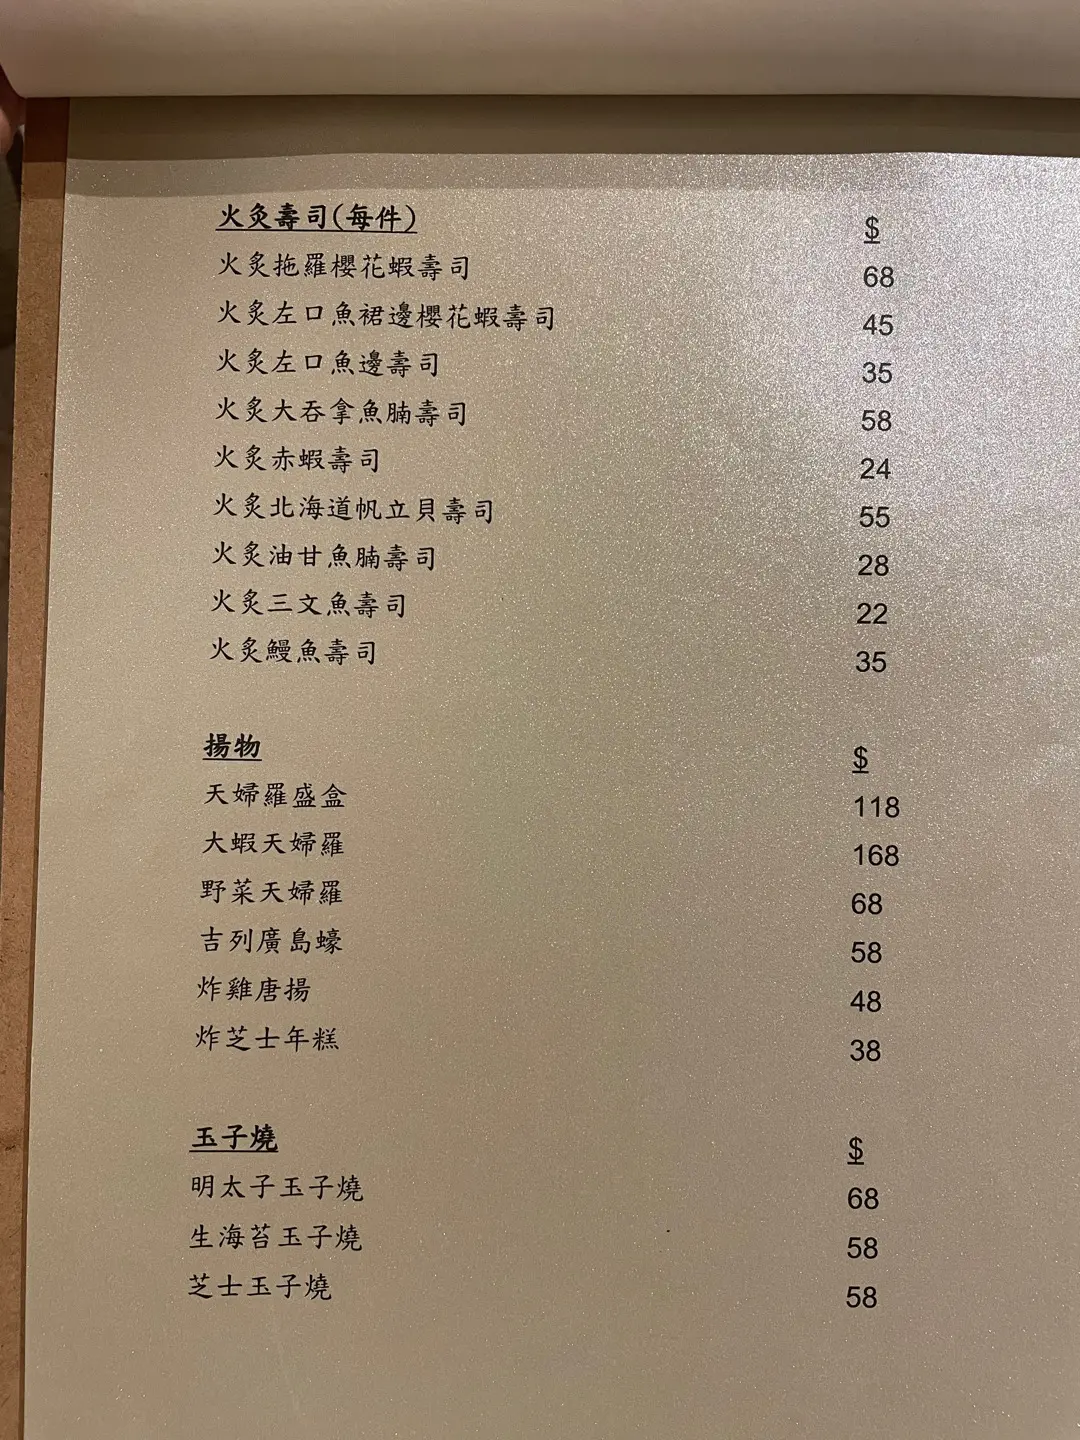 火灸壽司(每件) $
火炙拖羅櫻花蝦壽司 68
火炙左口魚裙邊櫻花蝦壽司 45
火炙左口魚邊壽司 35
火炙大吞拿魚腩壽司 58
火炙赤蝦壽司 24
火炙北海道帆立貝壽司 55
火炙油甘魚腩壽司 28
火炙三文魚壽司 22
火炙鰻魚壽司 35
揚物 $
天婦羅盛盒 118
大蝦天婦羅 168
野菜天婦羅 68
吉列廣島蠔 58
炸雞唐揚 48
炸芝士年糕 38
玉子燒 $
明太子玉子燒 68
生海苔玉子燒 58
芝士玉子燒 58